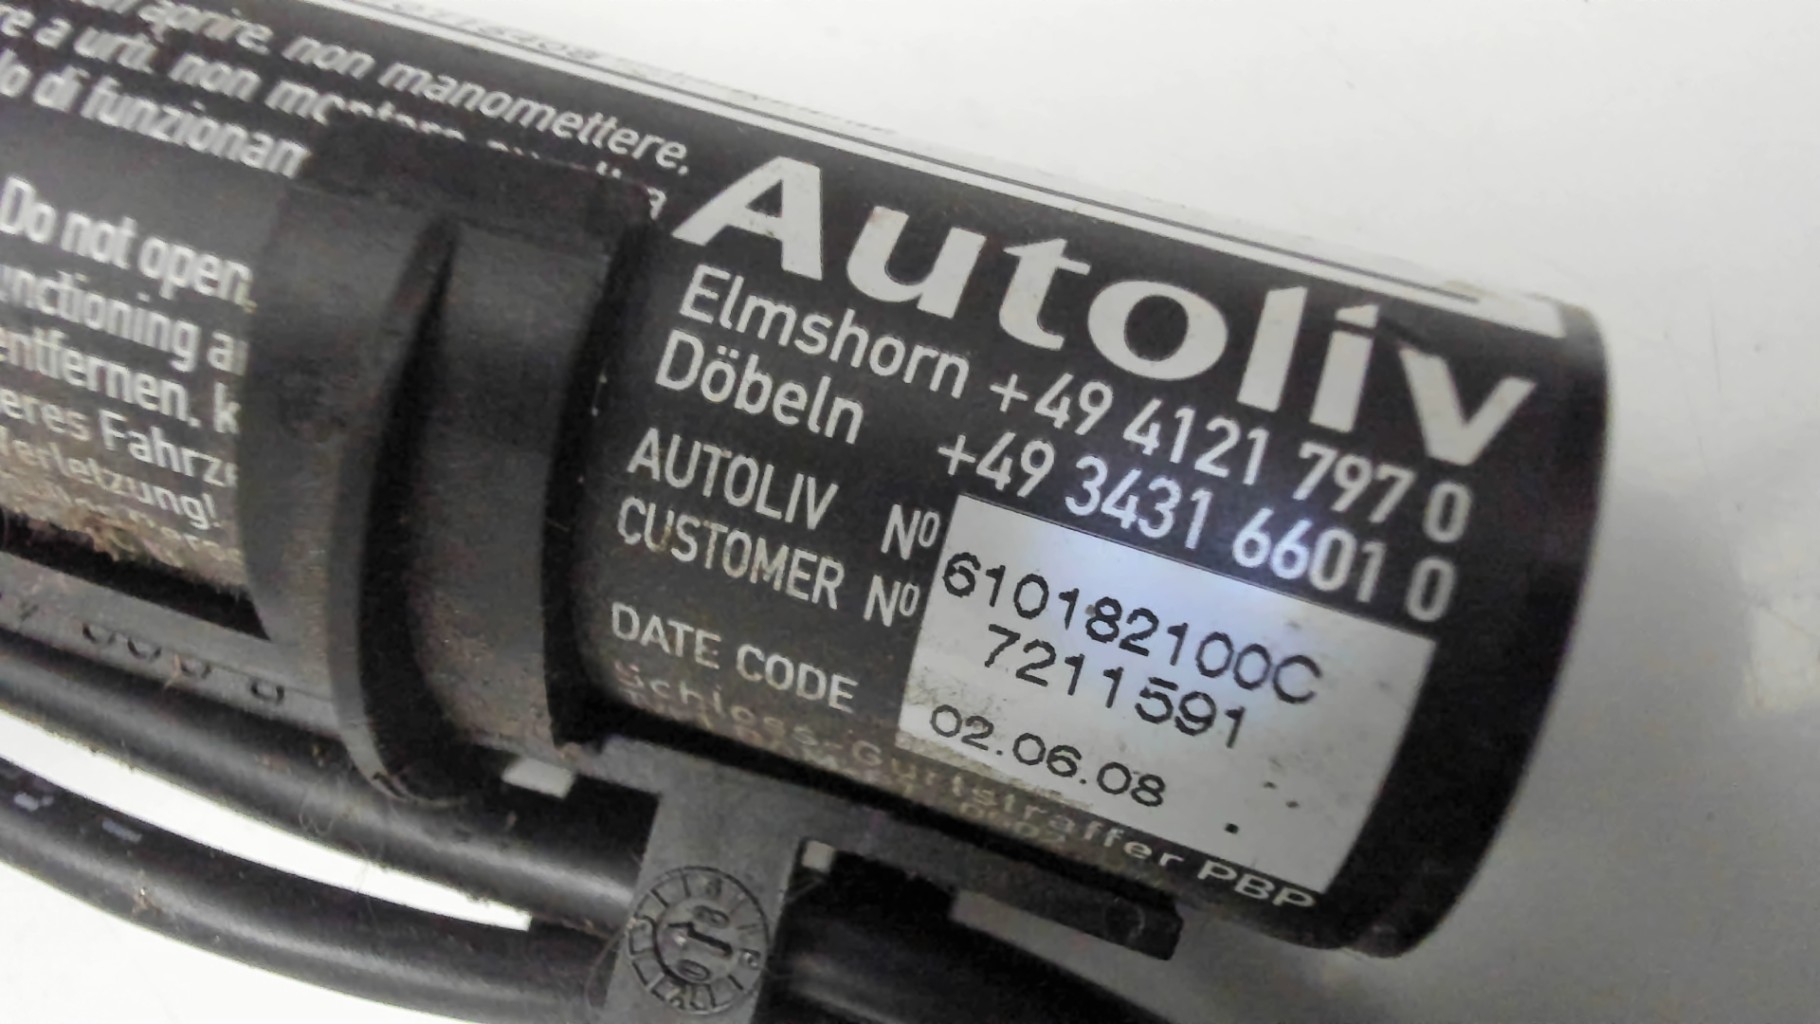 aprire, non manomettere,
re a urti, non
lo di funzionam
Do not open,
unctioning
entfernen. k
eres Fahrze
Verletzung!
Autoliv
Elmshorn +49 4121 797 0
Döbeln +49 3431 6601 0
AUTOLIV Nº 610182100C
CUSTOMER Nº 7211591
DATE CODE 02.06.08
Schloss-Gurtstraffer PBP